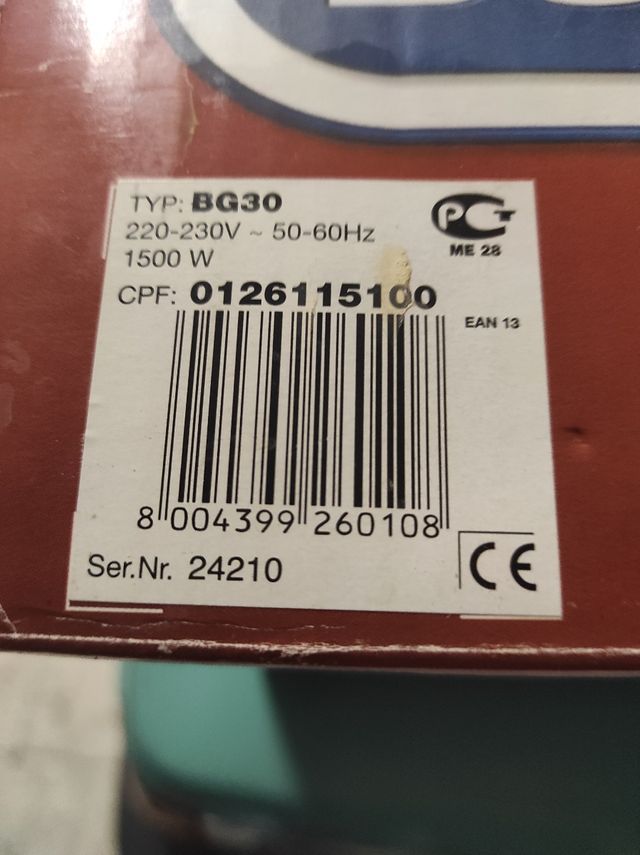 TYP: BG30
220-230V ~ 50-60Hz
1500 W
CPF: 0126115100
РСТ
ME 28
EAN 13
8 004399 260108
Ser.Nr. 24210
CE